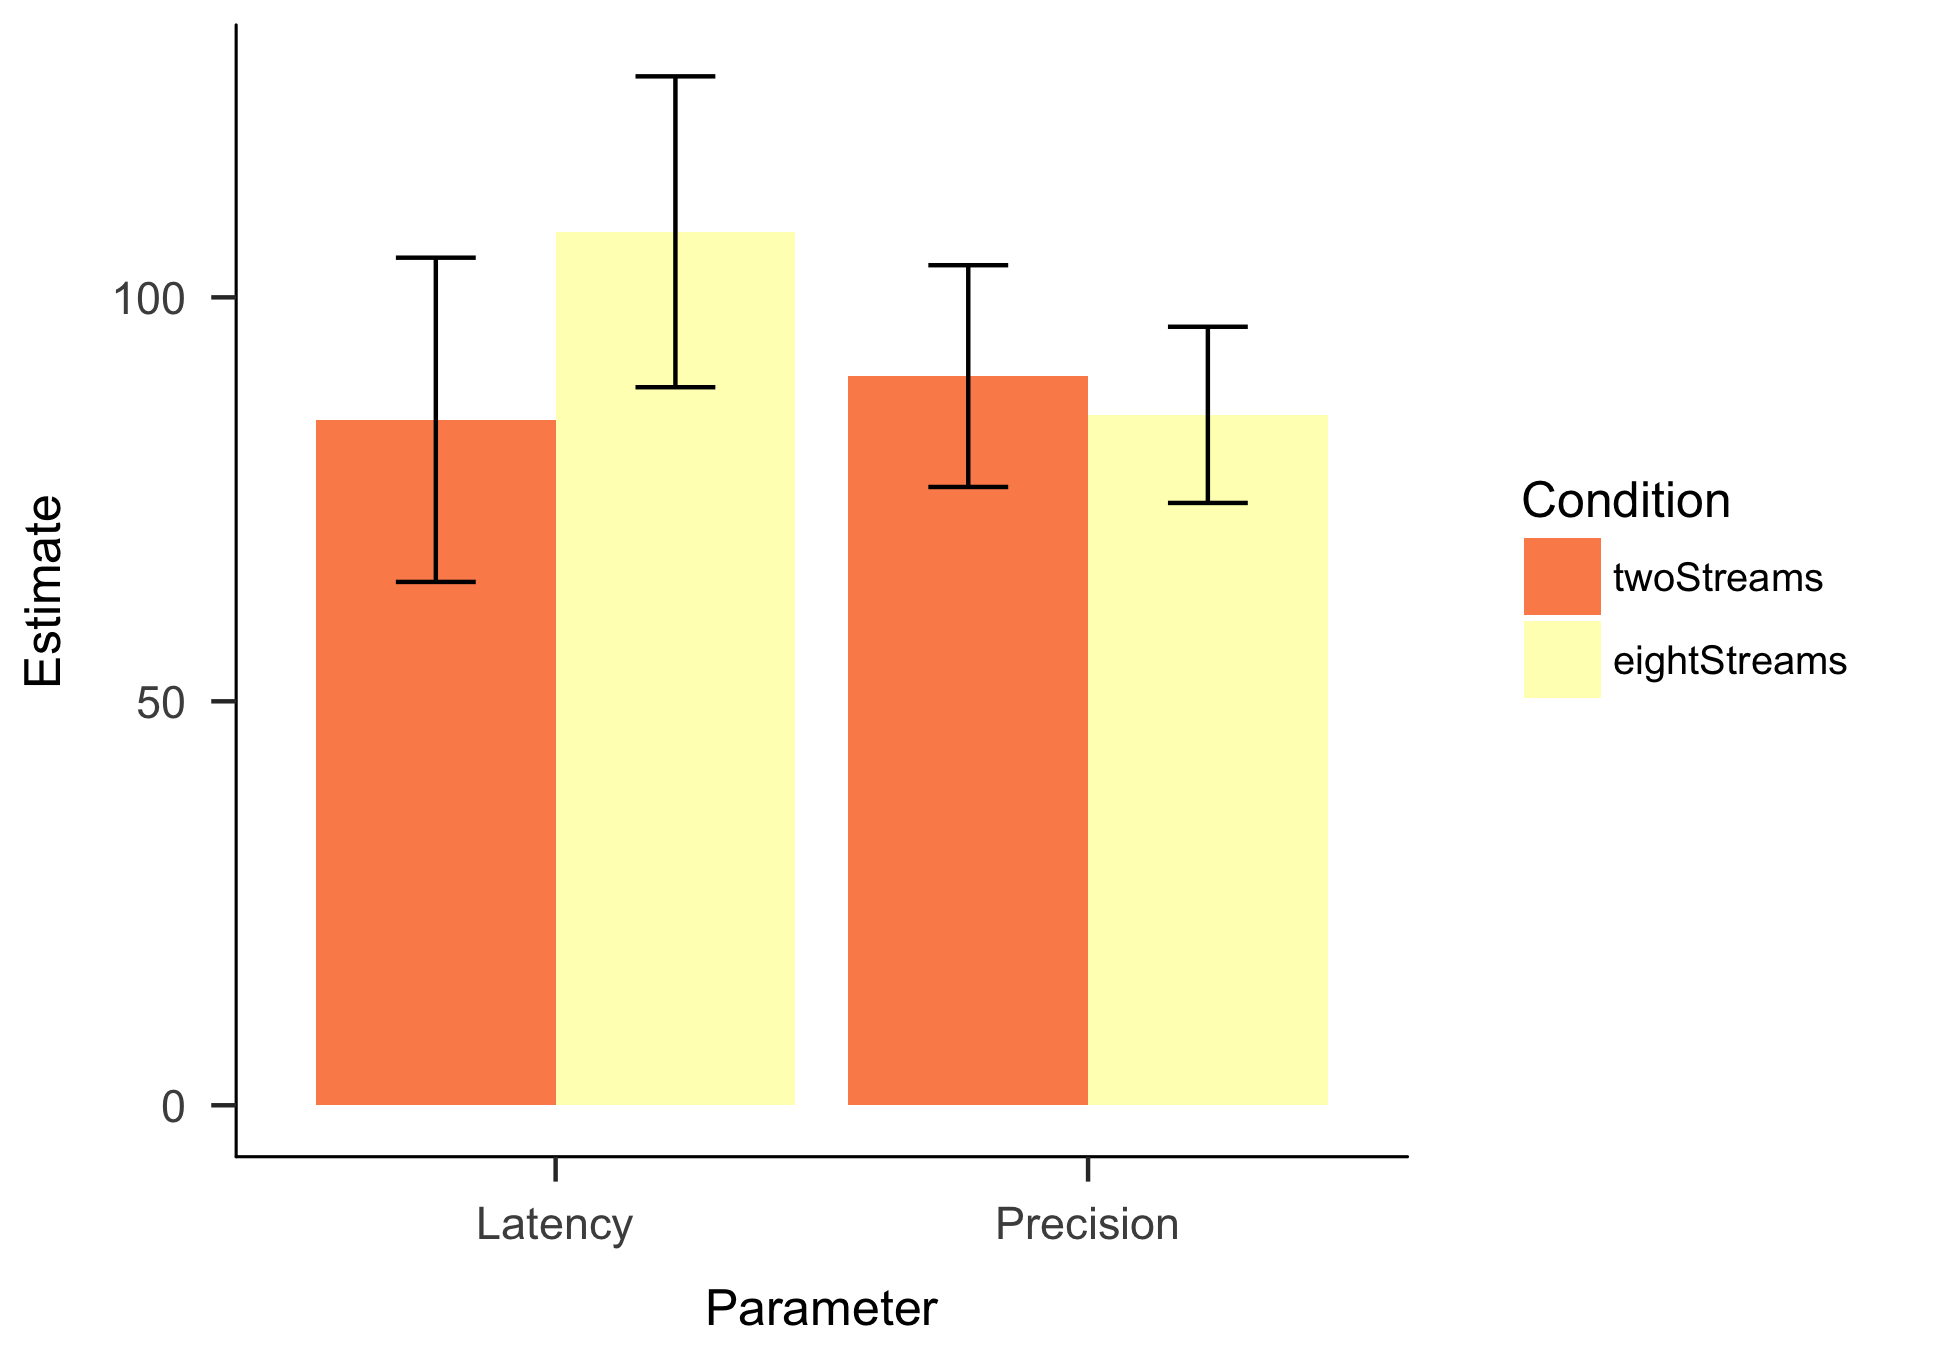 Estimate
100
50
0
Latency
Precision
Parameter
Condition
twoStreams
eightStreams